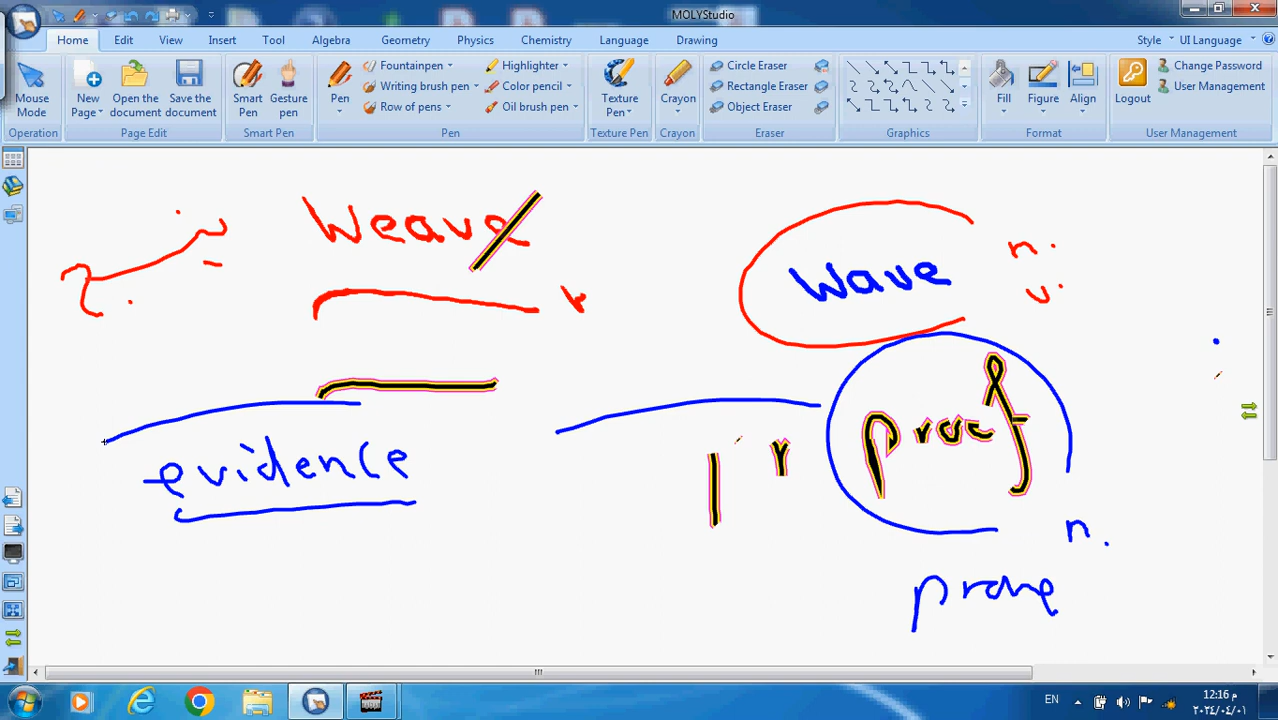 MOLYStudio
Home Edit View Insert Tool Algebra Geometry Physics Chemistry Language Drawing Style UI Language
Fountainpen Highlighter Circle Eraser Change Password
Writing brush pen Color pencil Rectangle Eraser User Management
Row of pens Oil brush pen Object Eraser
Mouse Mode New Page Open the document Save the document Smart Pen Gesture pen Pen Texture Pen Crayon Fill Figure Align Logout
Operation Page Edit Smart Pen Pen Texture Pen Crayon Eraser Graphics Format User Management
Weave
wave
n.
v.
evidence
proof
n.
prove
EN
12:16 م
٢٠٢٤/٠٤/٠١